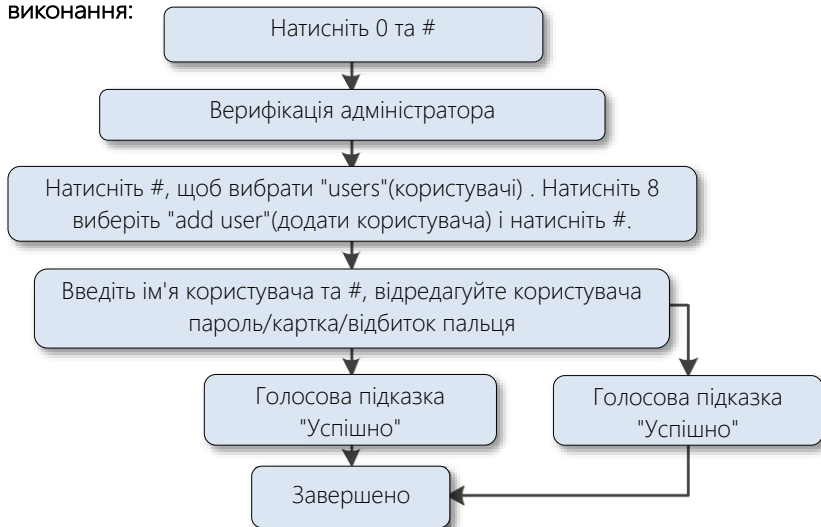 виконання:
Натисніть 0 та #
Верифікація адміністратора
Натисніть #, щоб вибрати "users"(користувачі) . Натисніть 8
виберіть "add user"(додати користувача) і натисніть #.
Введіть ім'я користувача та #, відредагуйте користувача
пароль/картка/відбиток пальця
Голосова підказка
"Успішно"
Голосова підказка
"Успішно"
Завершено